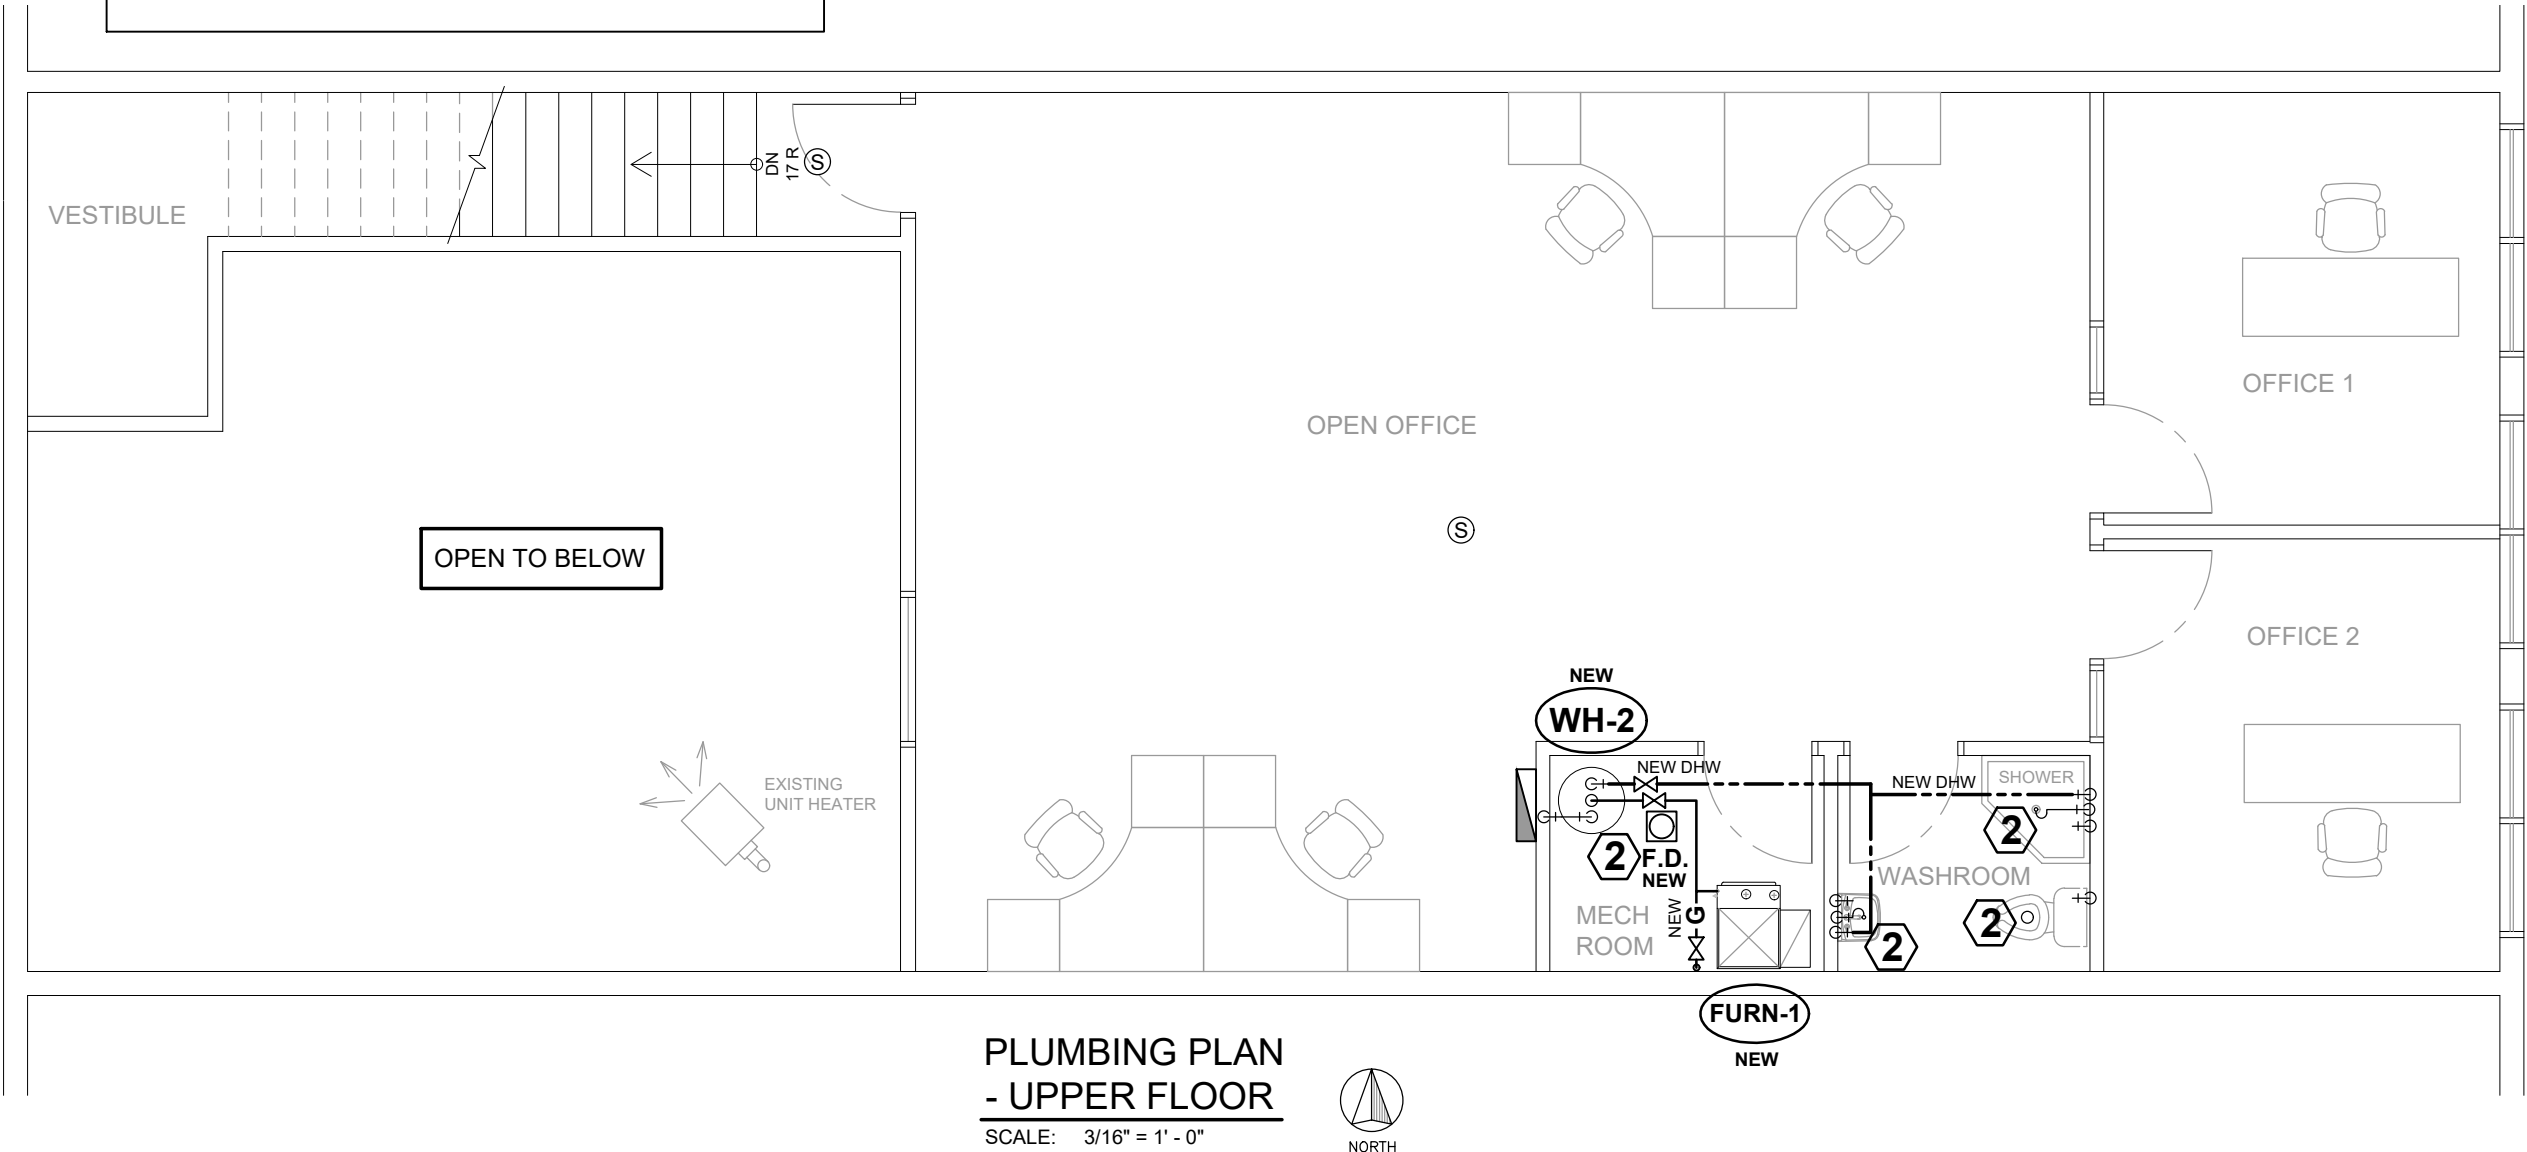 DN
17 R
S
VESTIBULE
OFFICE 1
OPEN OFFICE
S
OPEN TO BELOW
OFFICE 2
NEW
WH-2
NEW DHW
NEW DHW
SHOWER
EXISTING
UNIT HEATER
2
2
F.D.
NEW
WASHROOM
MECH
ROOM
NEW
G
2
2
FURN-1
NEW
PLUMBING PLAN
- UPPER FLOOR
SCALE: 3/16" = 1' - 0"
NORTH